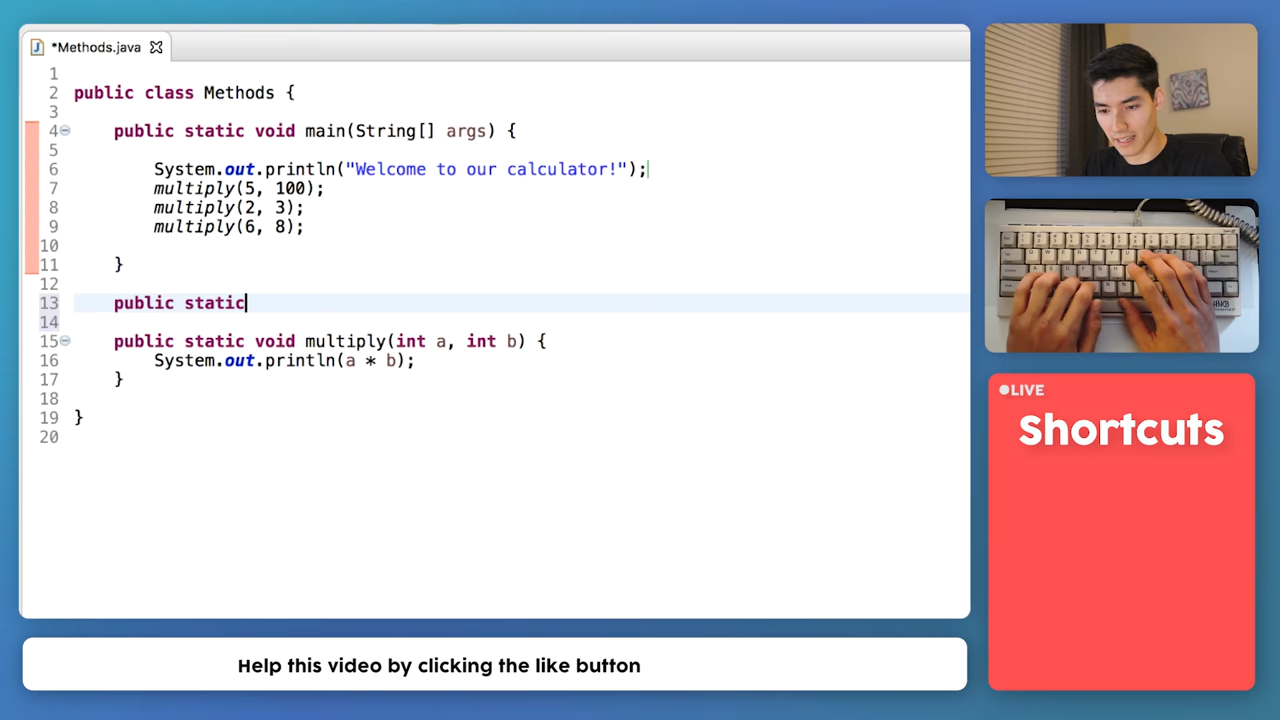 *Methods.java
1
2 public class Methods {
3
4 public static void main(String[] args) {
5
6 System.out.println("Welcome to our calculator!");
7 multiply(5, 100);
8 multiply(2, 3);
9 multiply(6, 8);
10
11 }
12
13 public static
14
15 public static void multiply(int a, int b) {
16 System.out.println(a * b);
17 }
18
19 }
20
LIVE
Shortcuts
Help this video by clicking the like button